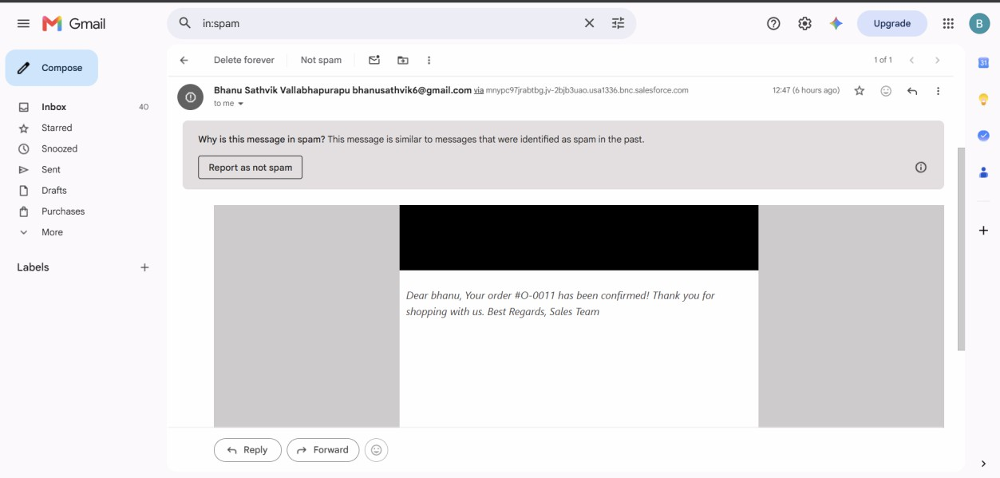 Gmail
in:spam
Upgrade
B
Compose
Delete forever
Not spam
1 of 1
31
Inbox 40
Starred
Snoozed
Sent
Drafts
Purchases
More
Labels
Bhanu Sathvik Vallabhapurapu bhanusathvik6@gmail.com via mnypc97jrabtbg.jv-2bjb3uao.usa1336.bnc.salesforce.com
12:47 (6 hours ago)
to me
Why is this message in spam? This message is similar to messages that were identified as spam in the past.
Report as not spam
Dear bhanu, Your order #O-0011 has been confirmed! Thank you for
shopping with us. Best Regards, Sales Team
Reply
Forward